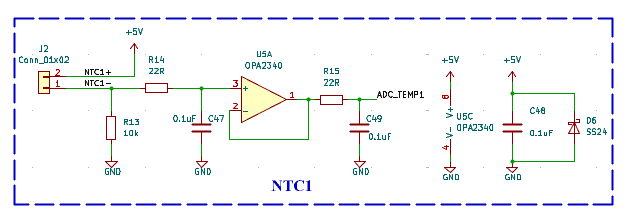 J2
Conn_01x02
2
1
NTC1+
NTC1-
+5V
R13
10k
GND
R14
22R
0.1uF
C47
GND
U5A
OPA2340
3
+
2
-
1
R15
22R
ADC_TEMP1
C49
0.1uF
GND
+5V
8
V+
U5C
OPA2340
V-
4
GND
+5V
C48
0.1uF
GND
D6
SS24
NTC1